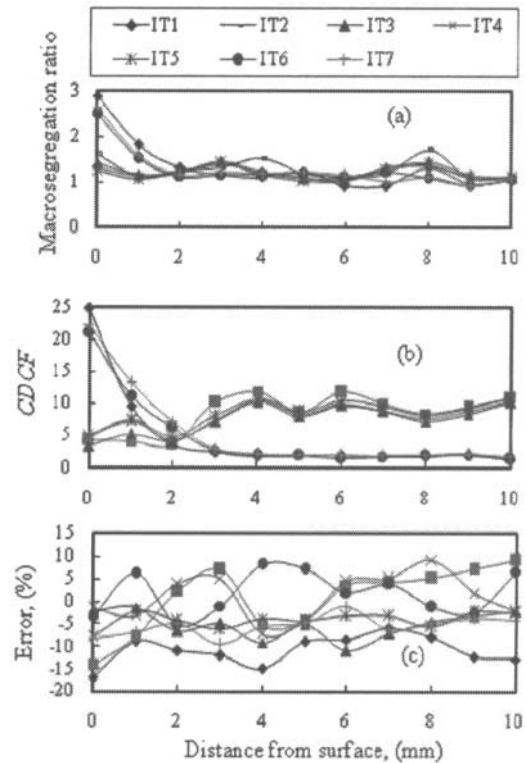 IT1 IT2 IT3 IT4
IT5 IT6 IT7
Macrosegregation ratio
3
2
1
0
(a)
0 2 4 6 8 10
CDCF
25
20
15
10
5
0
(b)
0 2 4 6 8 10
Error, (%)
15
10
5
0
-5
-10
-15
-20
(c)
0 2 4 6 8 10
Distance from surface, (mm)